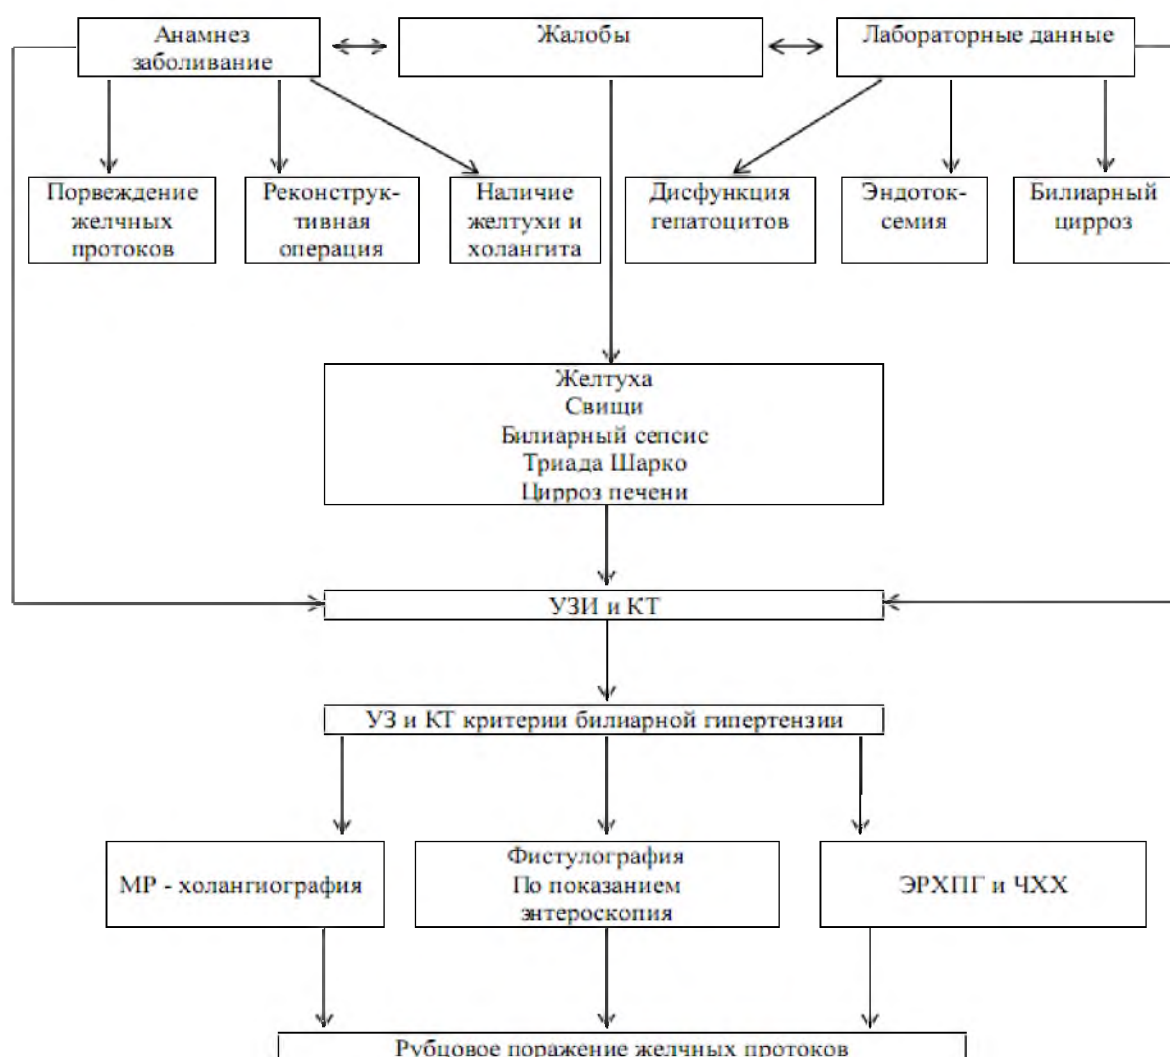 Анамнез
заболивание
Жалобы
Лабораторные данные
Порвеждение
желчных
протоков
Реконструк-
тивная
операция
Наличие
желтухи и
холангита
Дисфункция
гепатоцитов
Эндоток-
семия
Билиарный
цирроз
Желтуха
Свищи
Билиарный сепсис
Триада Шарко
Цирроз печени
УЗИ и КТ
УЗ и КТ критерии билиарной гипертензии
МР - холангиография
Фистулография
По показанием
энтероскопия
ЭРХПГ и ЧХХ
Рубцовое поражение желчных протоков